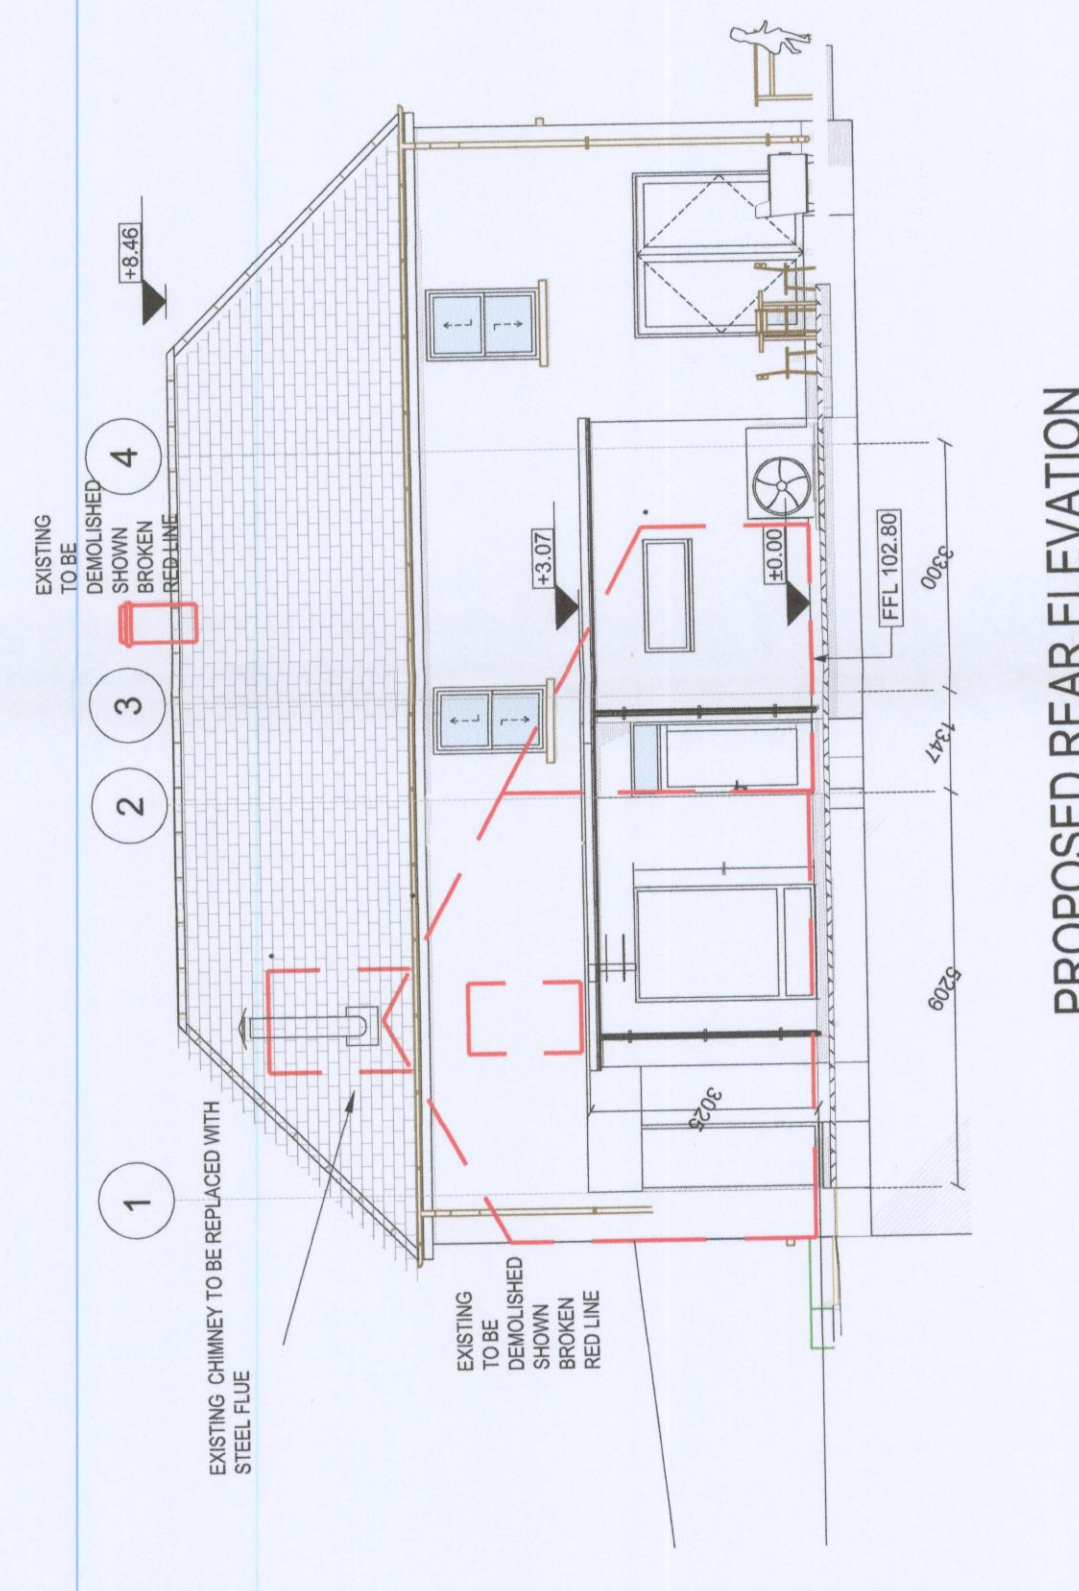 EXISTING
TO BE
DEMOLISHED
SHOWN
BROKEN
RED LINE
1
2
3
4
+8.46
EXISTING CHIMNEY TO BE REPLACED WITH
STEEL FLUE
EXISTING
TO BE
DEMOLISHED
SHOWN
BROKEN
RED LINE
+3.07
±0.00
3025
FFL 102.80
5209
1347
3300
PROPOSED REAR ELEVATION